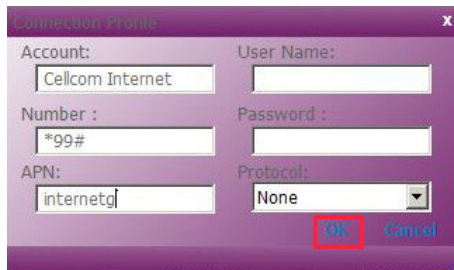 Connection Profile x
Account: User Name:
Cellcom Internet
Number : Password :
*99#
APN: Protocol:
internetg None
OK Cancel